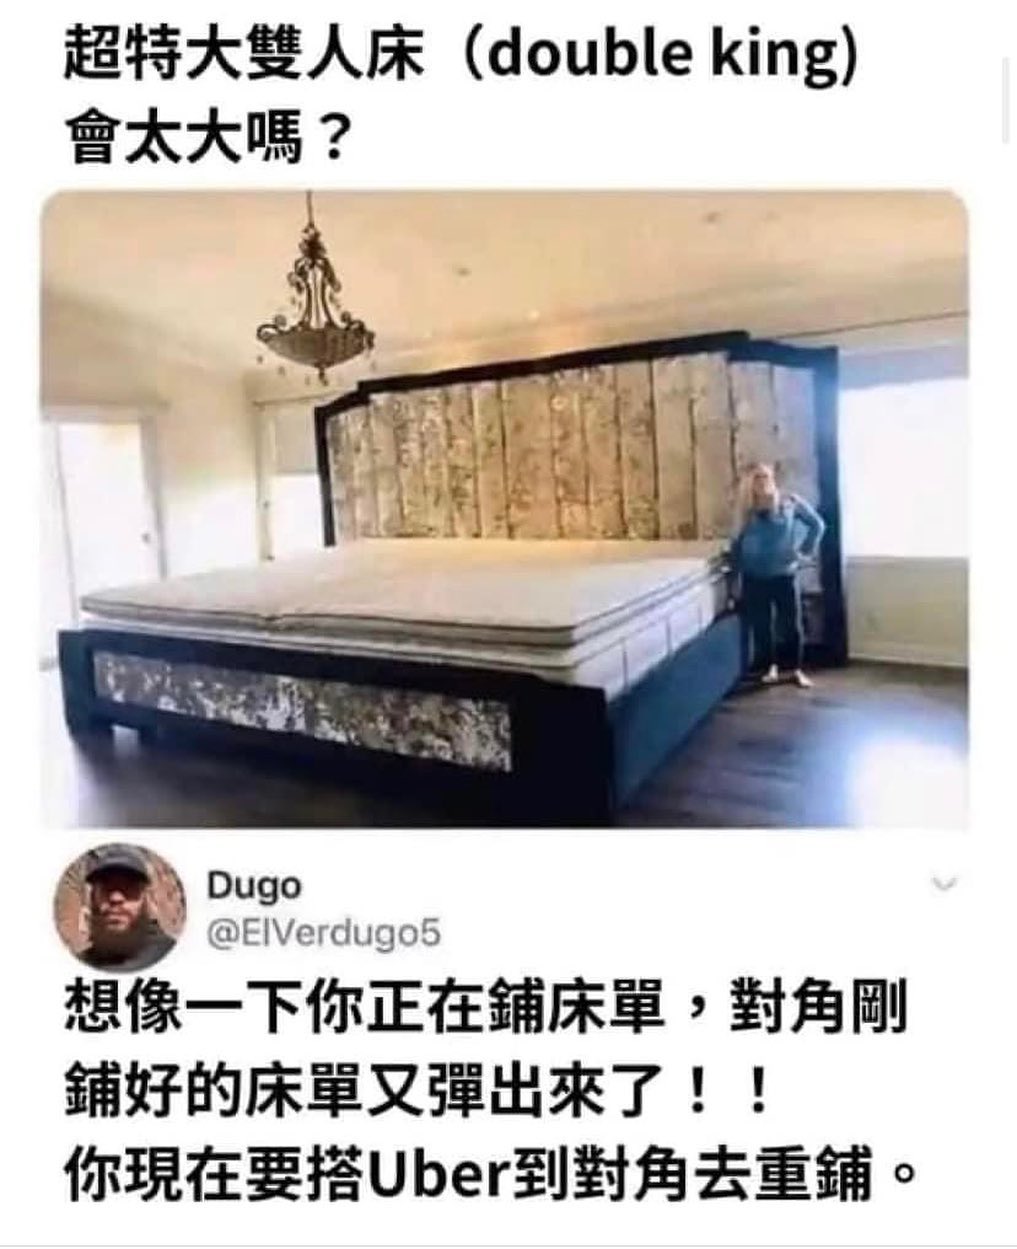 超特大雙人床（double king)
會太大嗎？
Dugo
@ElVerdugo5
想像一下你正在鋪床單，對角剛
鋪好的床單又彈出來了！！
你現在要搭Uber到對角去重鋪。